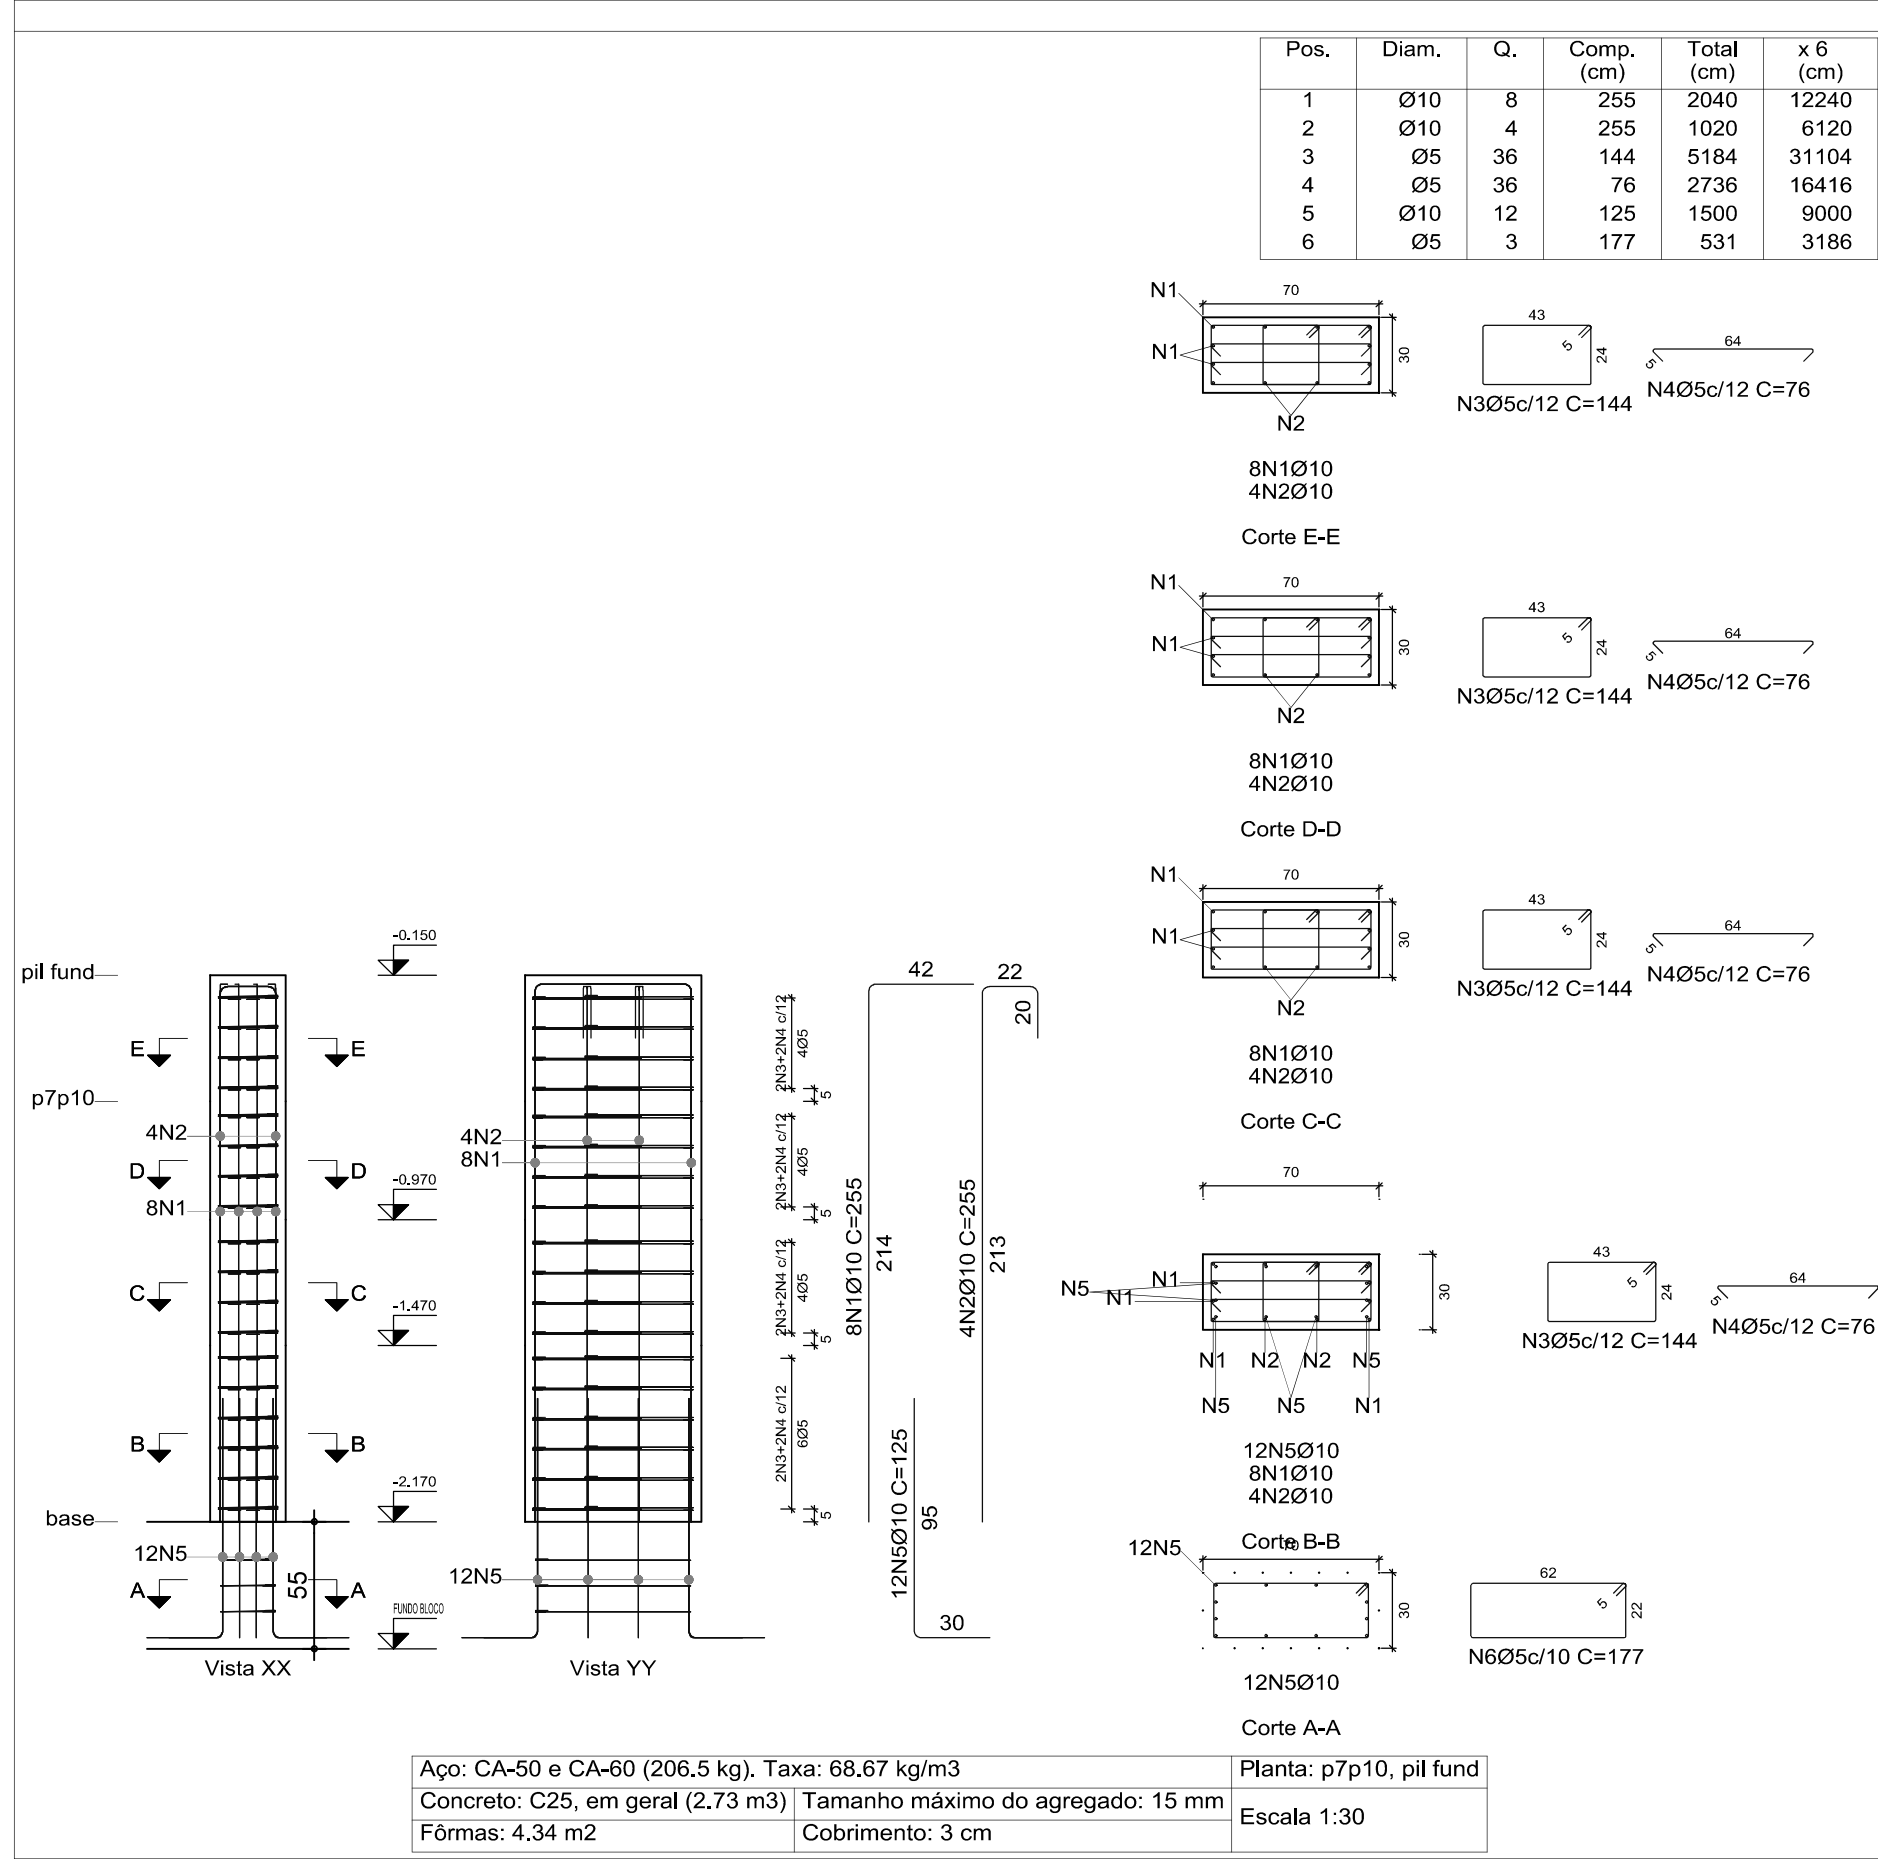 Pos. Diam. Q. Comp. (cm) Total (cm) x 6 (cm)
1 Ø10 8 255 2040 12240
2 Ø10 4 255 1020 6120
3 Ø5 36 144 5184 31104
4 Ø5 36 76 2736 16416
5 Ø10 12 125 1500 9000
6 Ø5 3 177 531 3186
N1 70
N1 30
N2
43
5 24
N3Ø5c/12 C=144
64
5
N4Ø5c/12 C=76
8N1Ø10
4N2Ø10
Corte E-E
N1 70
N1 30
N2
43
5 24
N3Ø5c/12 C=144
64
5
N4Ø5c/12 C=76
8N1Ø10
4N2Ø10
Corte D-D
N1 70
N1 30
N2
43
5 24
N3Ø5c/12 C=144
64
5
N4Ø5c/12 C=76
8N1Ø10
4N2Ø10
Corte C-C
70
N5 N1 N1 30
N1 N2 N2 N5
N5 N5 N1
43
5 24
N3Ø5c/12 C=144
64
5
N4Ø5c/12 C=76
12N5Ø10
8N1Ø10
4N2Ø10
Corte B-B
12N5 70
30
62
5 22
N6Ø5c/10 C=177
12N5Ø10
Corte A-A
pil fund
p7p10
base
E E
4N2
D D
8N1
C C
B B
12N5
A A
55
Vista XX
-0.150
-0.970
-1.470
-2.170
FUNDO BLOCO
4N2
8N1
12N5
Vista YY
2N3+2N4 c/12
4Ø5
5
2N3+2N4 c/12
4Ø5
5
2N3+2N4 c/12
4Ø5
5
2N3+2N4 c/12
6Ø5
5
42
8N1Ø10 C=255
214
22
20
4N2Ø10 C=255
213
12N5Ø10 C=125
95
30
Aço: CA-50 e CA-60 (206.5 kg). Taxa: 68.67 kg/m3
Planta: p7p10, pil fund
Concreto: C25, em geral (2.73 m3)
Tamanho máximo do agregado: 15 mm
Escala 1:30
Fôrmas: 4.34 m2
Cobrimento: 3 cm